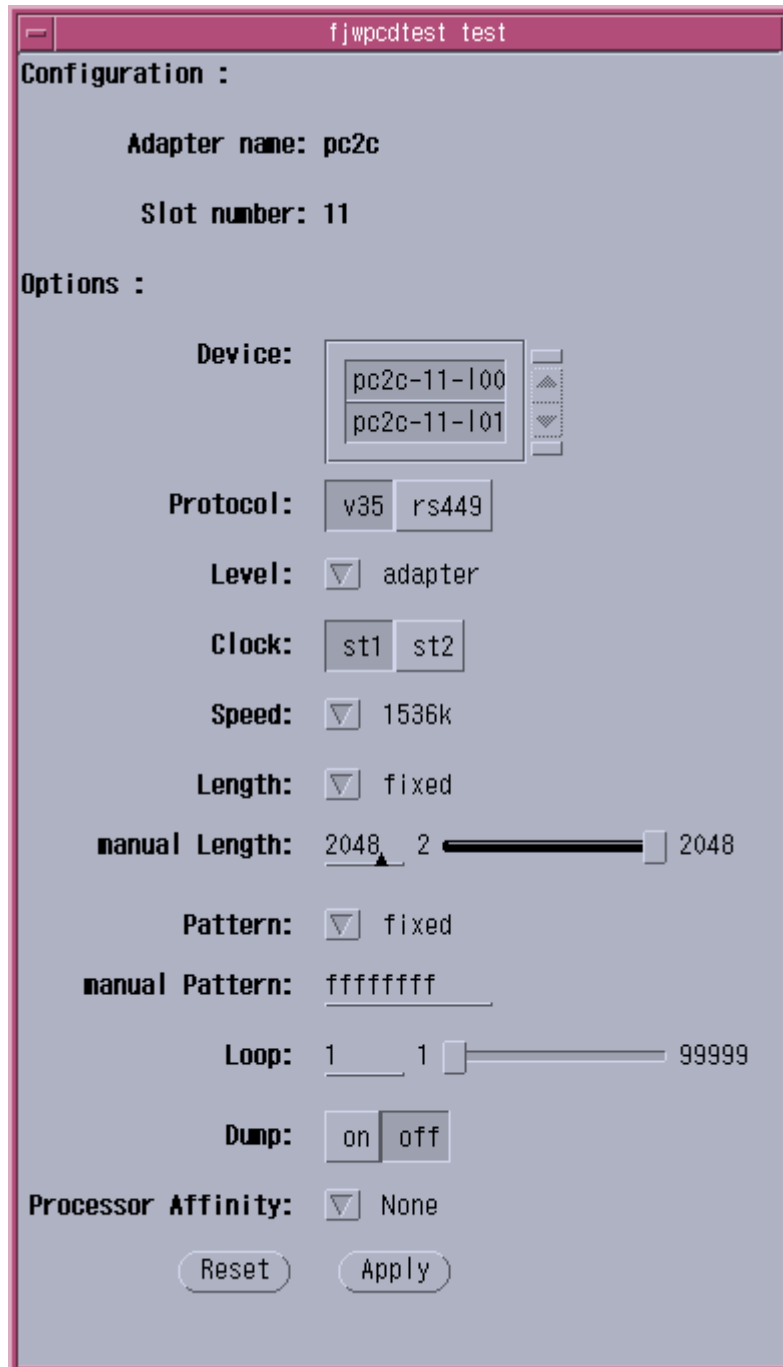 fjwpcdtest test
Configuration :
Adapter name: pc2c
Slot number: 11
Options :
Device: pc2c-11-l00
pc2c-11-l01
Protocol: v35 rs449
Level: adapter
Clock: st1 st2
Speed: 1536k
Length: fixed
manual Length: 2048 2 2048
Pattern: fixed
manual Pattern: ffffffff
Loop: 1 1 99999
Dump: on off
Processor Affinity: None
Reset Apply